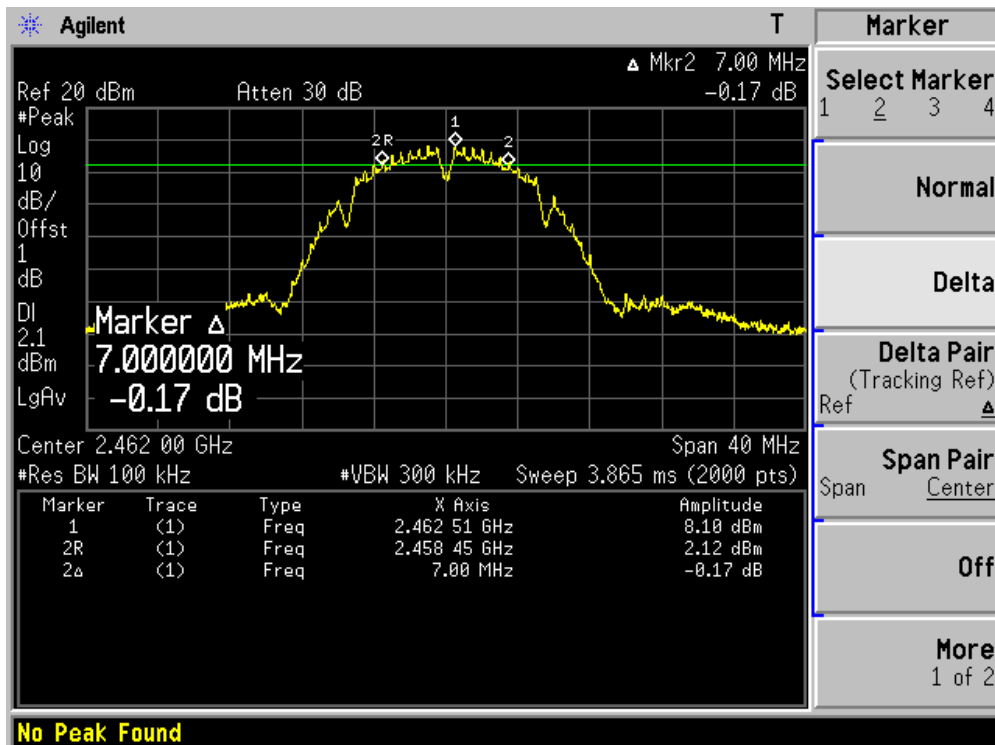 Agilent T
Δ Mkr2 7.00 MHz
Ref 20 dBm Atten 30 dB -0.17 dB
#Peak
Log
10
dB/
Offst
1
dB
DI
2.1
dBm
LgAv
2R
1
2
Marker Δ
7.000000 MHz
-0.17 dB
Center 2.462 00 GHz Span 40 MHz
#Res BW 100 kHz #VBW 300 kHz Sweep 3.865 ms (2000 pts)
Marker Trace Type X Axis Amplitude
1 (1) Freq 2.462 51 GHz 8.10 dBm
2R (1) Freq 2.458 45 GHz 2.12 dBm
2Δ (1) Freq 7.00 MHz -0.17 dB
No Peak Found
Marker
Select Marker
1 2 3 4
Normal
Delta
Delta Pair
(Tracking Ref)
Ref Δ
Span Pair
Span Center
Off
More
1 of 2